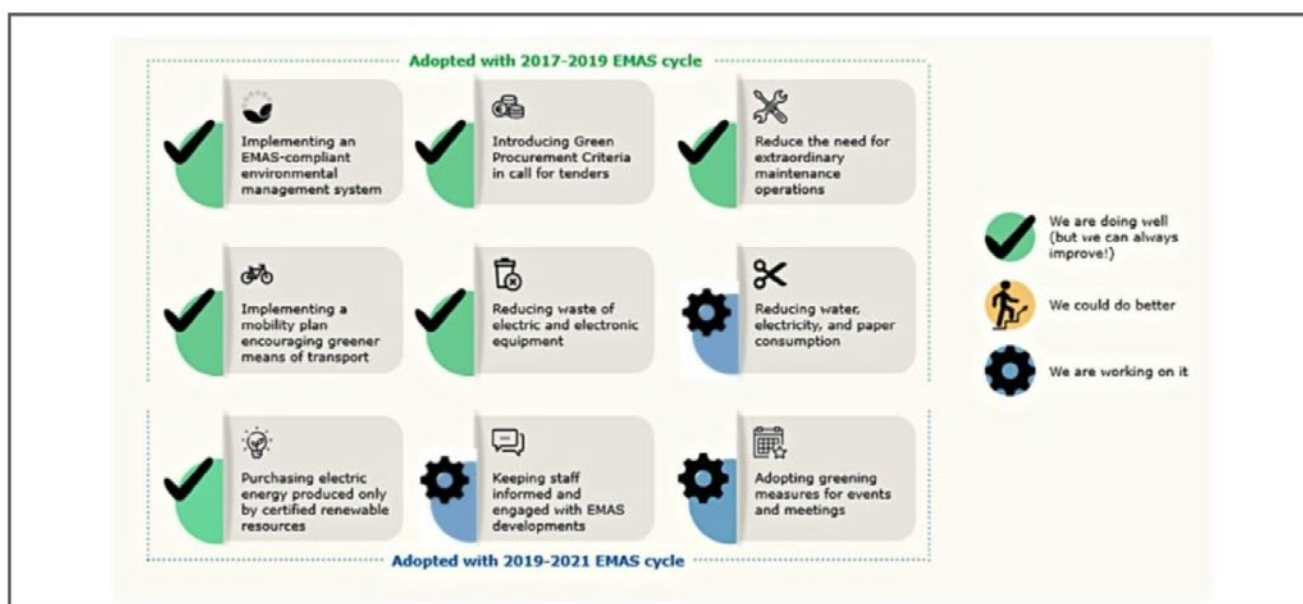 Adopted with 2017-2019 EMAS cycle
Implementing an
EMAS-compliant
environmental
management system
Introducing Green
Procurement Criteria
in call for tenders
Reduce the need for
extraordinary
maintenance
operations
Implementing a
mobility plan
encouraging greener
means of transport
Reducing waste of
electric and electronic
equipment
Reducing water,
electricity, and paper
consumption
Purchasing electric
energy produced only
by certified renewable
resources
Keeping staff
informed and
engaged with EMAS
developments
Adopting greening
measures for events
and meetings
Adopted with 2019-2021 EMAS cycle
We are doing well
(but we can always
improve!)
We could do better
We are working on it